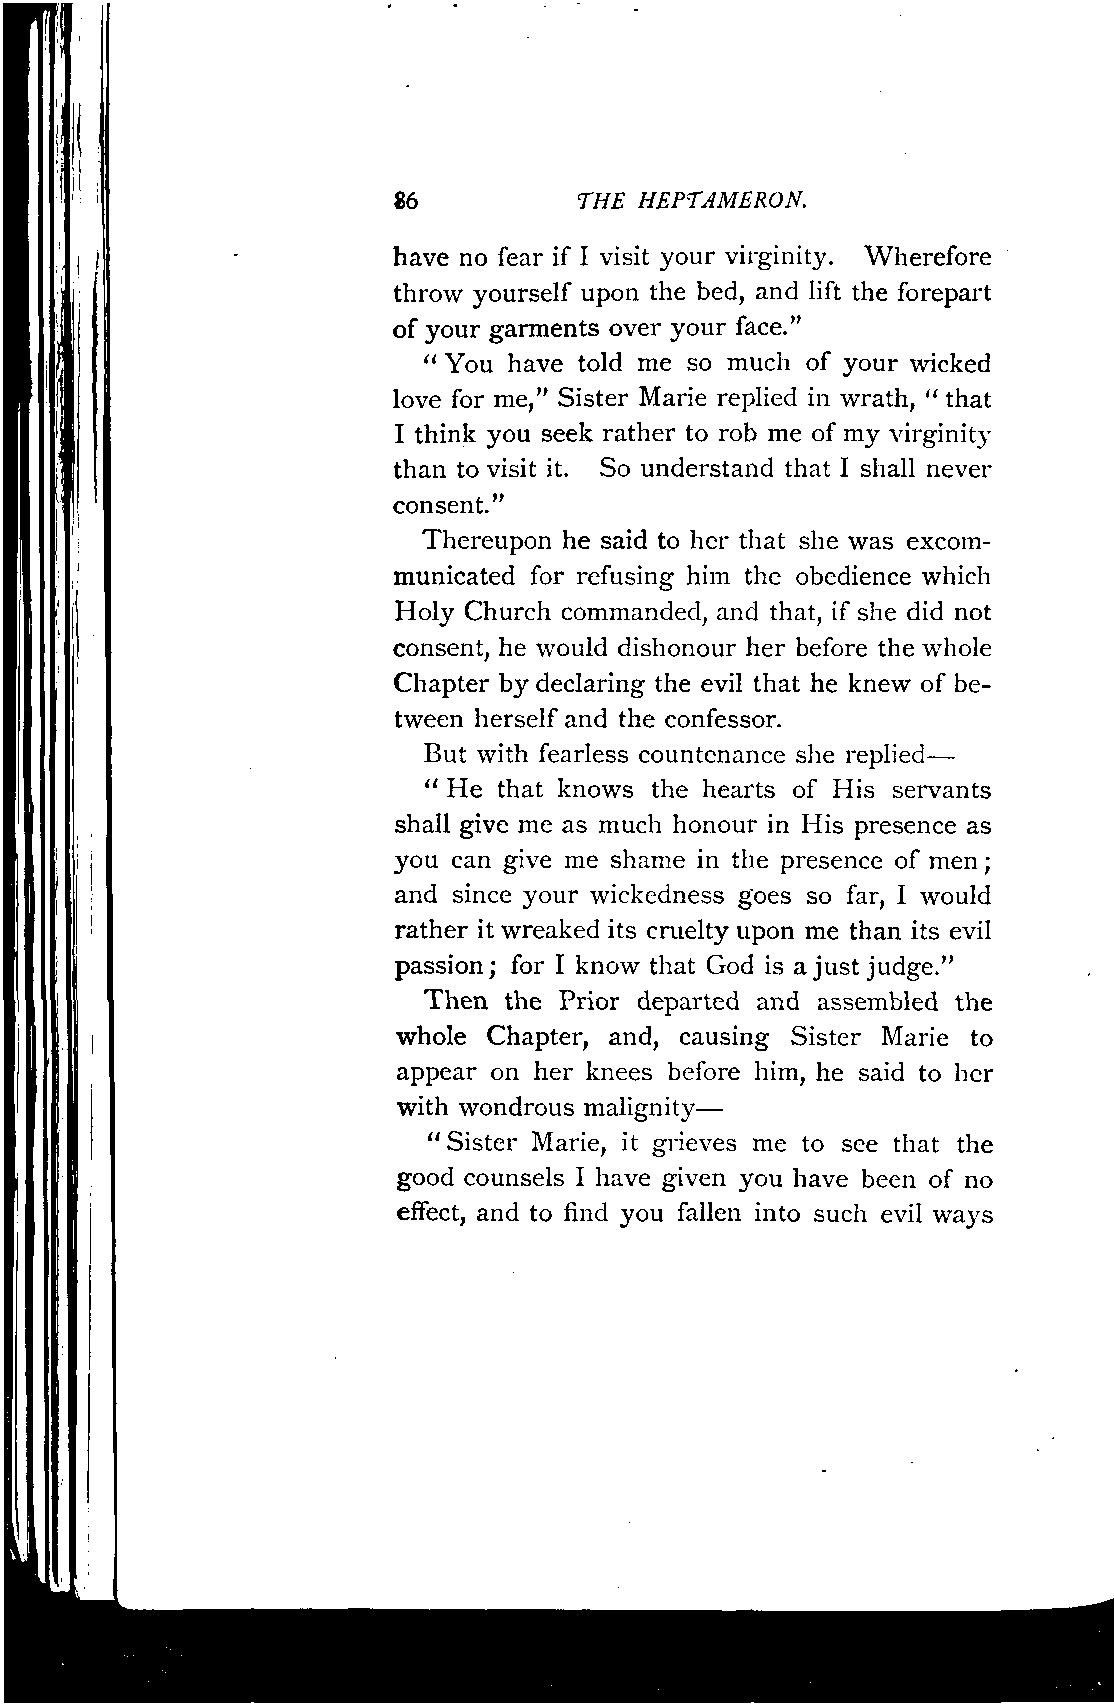 86 THE HEPTAMERON.
have no fear if I visit your virginity. Wherefore
throw yourself upon the bed, and lift the forepart
of your garments over your face."
" You have told me so much of your wicked
love for me," Sister Marie replied in wrath, " that
I think you seek rather to rob me of my virginity
than to visit it. So understand that I shall never
consent."
Thereupon he said to her that she was excom-
municated for refusing him the obedience which
Holy Church commanded, and that, if she did not
consent, he would dishonour her before the whole
Chapter by declaring the evil that he knew of be-
tween herself and the confessor.
But with fearless countenance she replied—
" He that knows the hearts of His servants
shall give me as much honour in His presence as
you can give me shame in the presence of men ;
and since your wickedness goes so far, I would
rather it wreaked its cruelty upon me than its evil
passion ; for I know that God is a just judge."
Then the Prior departed and assembled the
whole Chapter, and, causing Sister Marie to
appear on her knees before him, he said to her
with wondrous malignity—
" Sister Marie, it grieves me to see that the
good counsels I have given you have been of no
effect, and to find you fallen into such evil ways